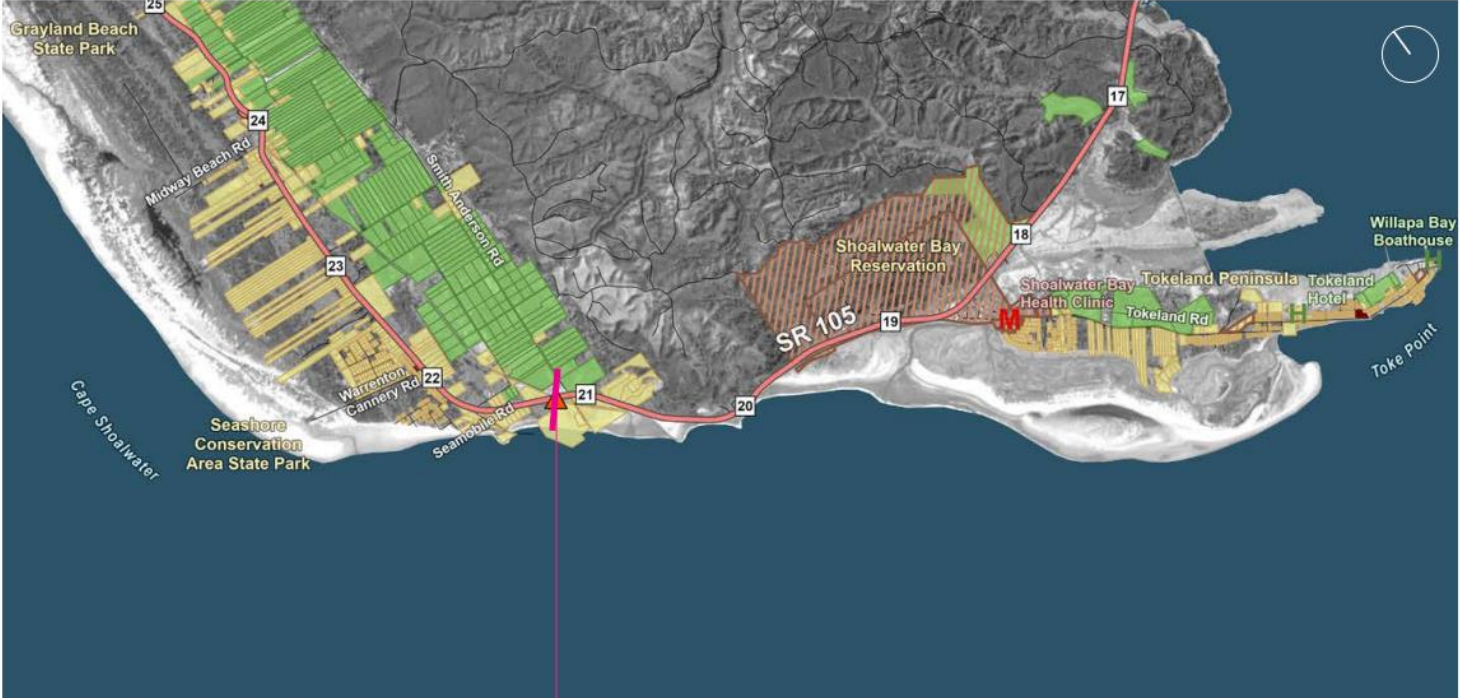 25
Grayland Beach
State Park
24
Midway Beach Rd
Smith Anderson Rd
23
22
Warrenton
Cannery Rd
Seamobile Rd
21
Cape Shoalwater
Seashore
Conservation
Area State Park
20
SR 105
19
Shoalwater Bay
Reservation
18
17
M
Shoalwater Bay
Health Clinic
Tokeland Peninsula
Tokeland Rd
Tokeland
Hotel
H
Willapa Bay
Boathouse
H
Toke Point